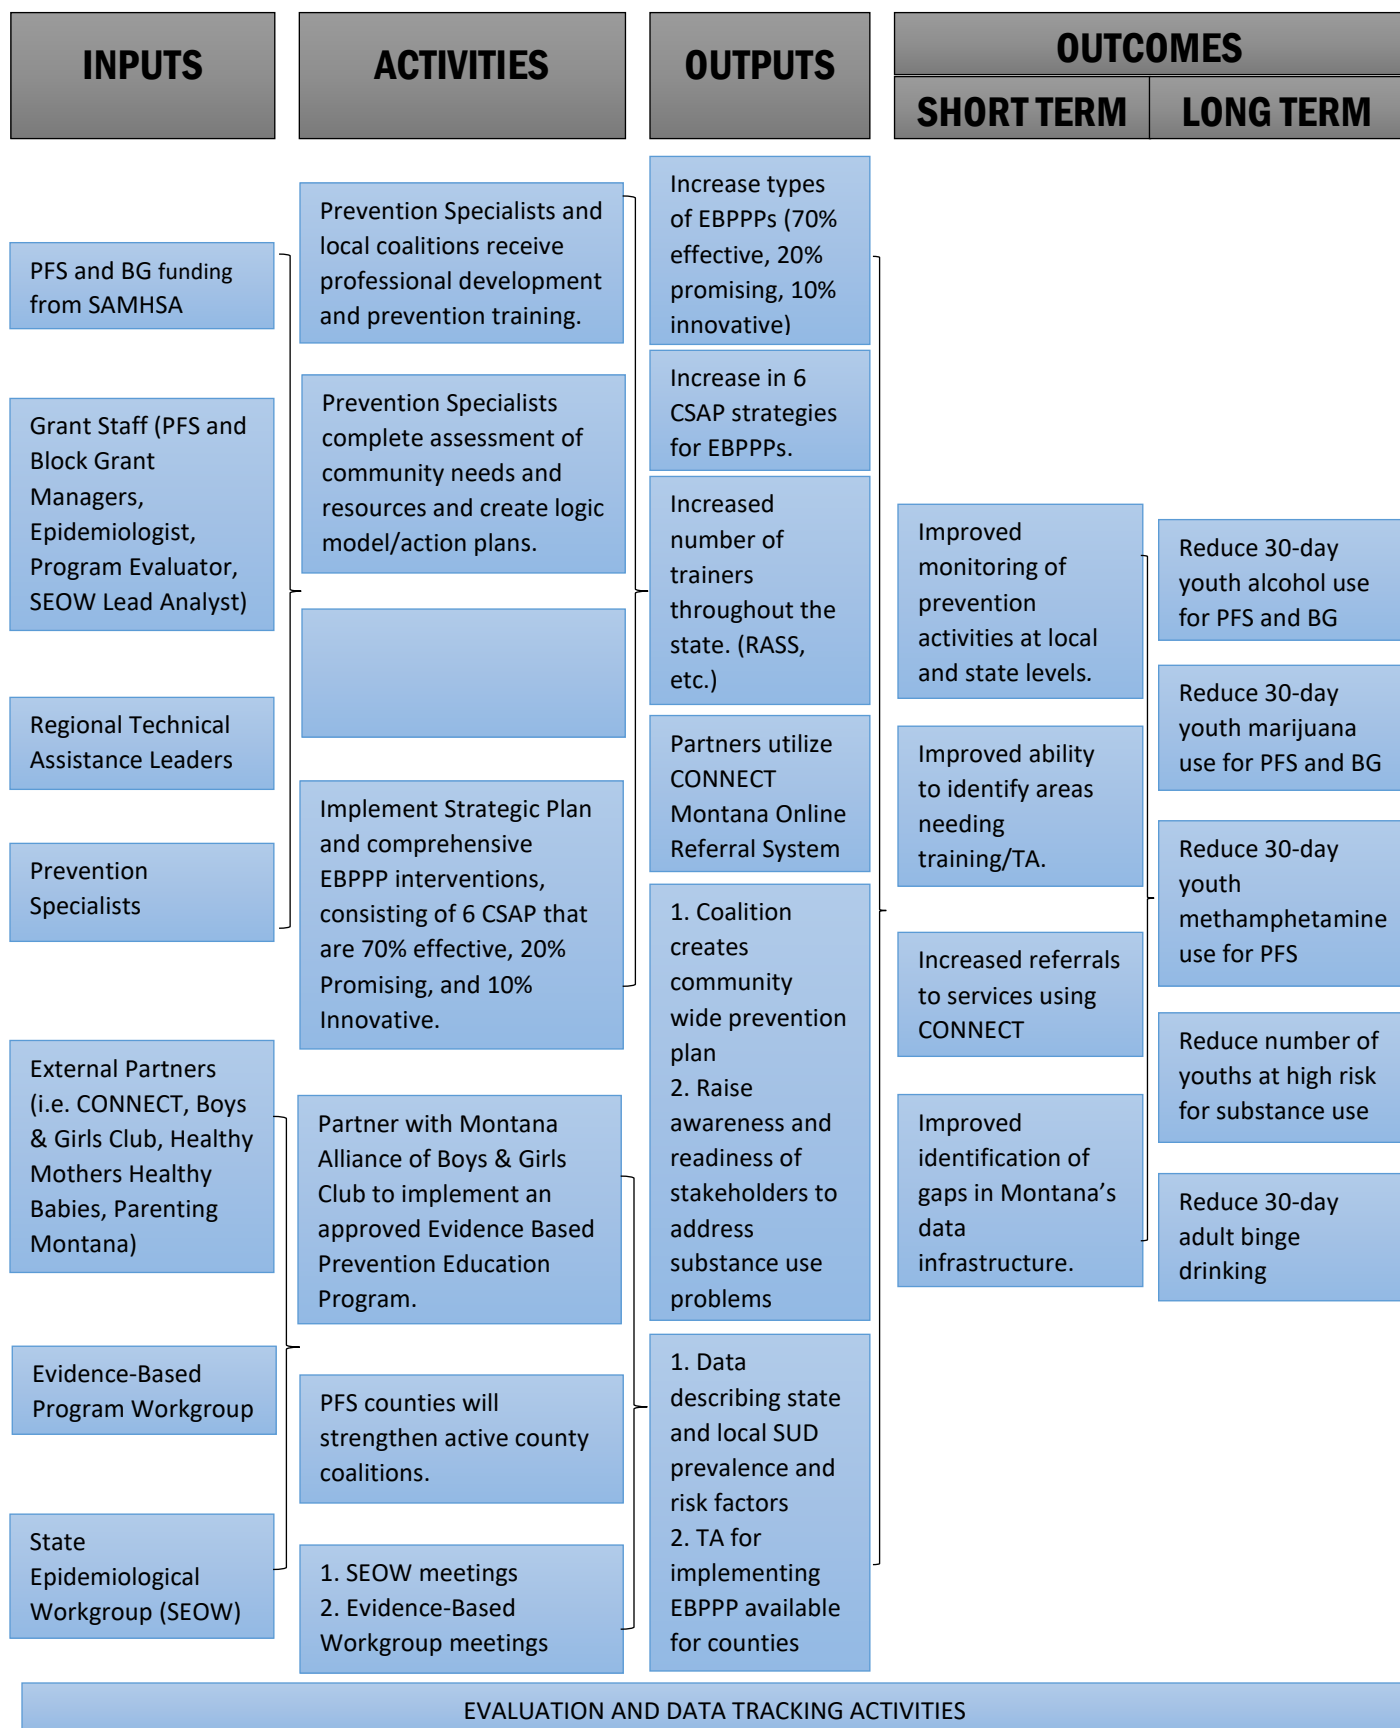 INPUTS
ACTIVITIES
OUTPUTS
OUTCOMES
SHORT TERM
LONG TERM
PFS and BG funding
from SAMHSA
Grant Staff (PFS and
Block Grant
Managers,
Epidemiologist,
Program Evaluator,
SEOW Lead Analyst)
Regional Technical
Assistance Leaders
Prevention
Specialists
External Partners
(i.e. CONNECT, Boys
& Girls Club, Healthy
Mothers Healthy
Babies, Parenting
Montana)
Evidence-Based
Program Workgroup
State
Epidemiological
Workgroup (SEOW)
Prevention Specialists and
local coalitions receive
professional development
and prevention training.
Prevention Specialists
complete assessment of
community needs and
resources and create logic
model/action plans.
Implement Strategic Plan
and comprehensive
EBPPP interventions,
consisting of 6 CSAP that
are 70% effective, 20%
Promising, and 10%
Innovative.
Partner with Montana
Alliance of Boys & Girls
Club to implement an
approved Evidence Based
Prevention Education
Program.
PFS counties will
strengthen active county
coalitions.
1. SEOW meetings
2. Evidence-Based
Workgroup meetings
Increase types
of EBPPPs (70%
effective, 20%
promising, 10%
innovative)
Increase in 6
CSAP strategies
for EBPPPs.
Increased
number of
trainers
throughout the
state. (RASS,
etc.)
Partners utilize
CONNECT
Montana Online
Referral System
1. Coalition
creates
community
wide prevention
plan
2. Raise
awareness and
readiness of
stakeholders to
address
substance use
problems
1. Data
describing state
and local SUD
prevalence and
risk factors
2. TA for
implementing
EBPPP available
for counties
Improved
monitoring of
prevention
activities at local
and state levels.
Improved ability
to identify areas
needing
training/TA.
Increased referrals
to services using
CONNECT
Improved
identification of
gaps in Montana’s
data
infrastructure.
Reduce 30-day
youth alcohol use
for PFS and BG
Reduce 30-day
youth marijuana
use for PFS and BG
Reduce 30-day
youth
methamphetamine
use for PFS
Reduce number of
youths at high risk
for substance use
Reduce 30-day
adult binge
drinking
EVALUATION AND DATA TRACKING ACTIVITIES